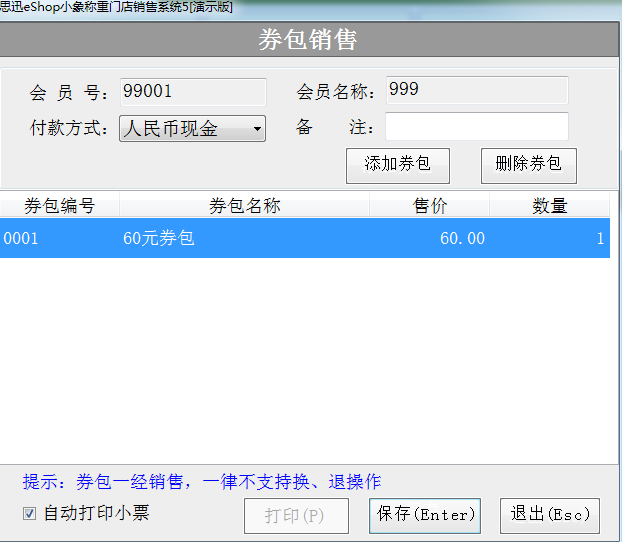 思迅eShop小象称重门店销售系统5[演示版]
券包销售
会 员 号: 99001 会员名称: 999
付款方式: 人民币现金 备 注:
添加券包 删除券包
券包编号 券包名称 售价 数量
0001 60元券包 60.00 1
提示: 券包一经销售, 一律不支持换、退操作
自动打印小票 打印(P) 保存(Enter) 退出(Esc)